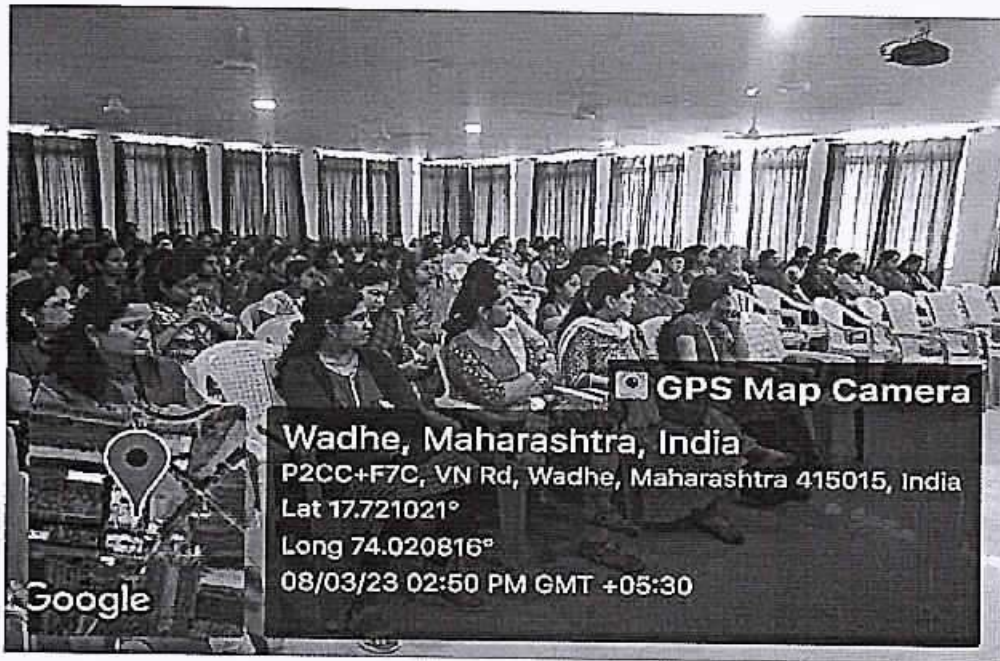 GPS Map Camera
Wadhe, Maharashtra, India
P2CC+F7C, VN Rd, Wadhe, Maharashtra 415015, India
Lat 17.721021°
Long 74.020816°
08/03/23 02:50 PM GMT +05:30
Google